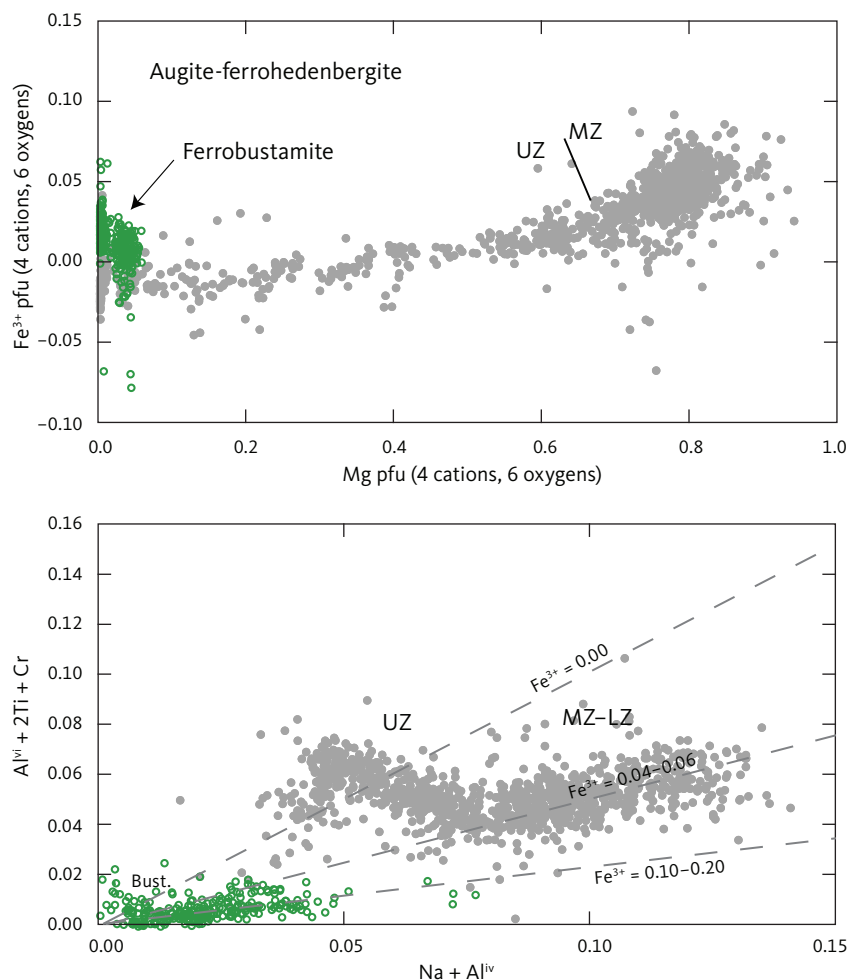 0.15
Augite-ferrohedenbergite
0.10
MZ
UZ
Ferrobustamite
0.05
0.00
−0.05
−0.10
Fe³⁺ pfu (4 cations, 6 oxygens)
0.0 0.2 0.4 0.6 0.8 1.0
Mg pfu (4 cations, 6 oxygens)
0.16
0.14
0.12
0.10
0.08
0.06
0.04
0.02
0.00
Alᵛⁱ + 2Ti + Cr
Fe³⁺ = 0.00
UZ
MZ–LZ
Fe³⁺ = 0.04–0.06
Fe³⁺ = 0.10–0.20
Bust.
0.00 0.05 0.10 0.15
Na + Alⁱᵛ